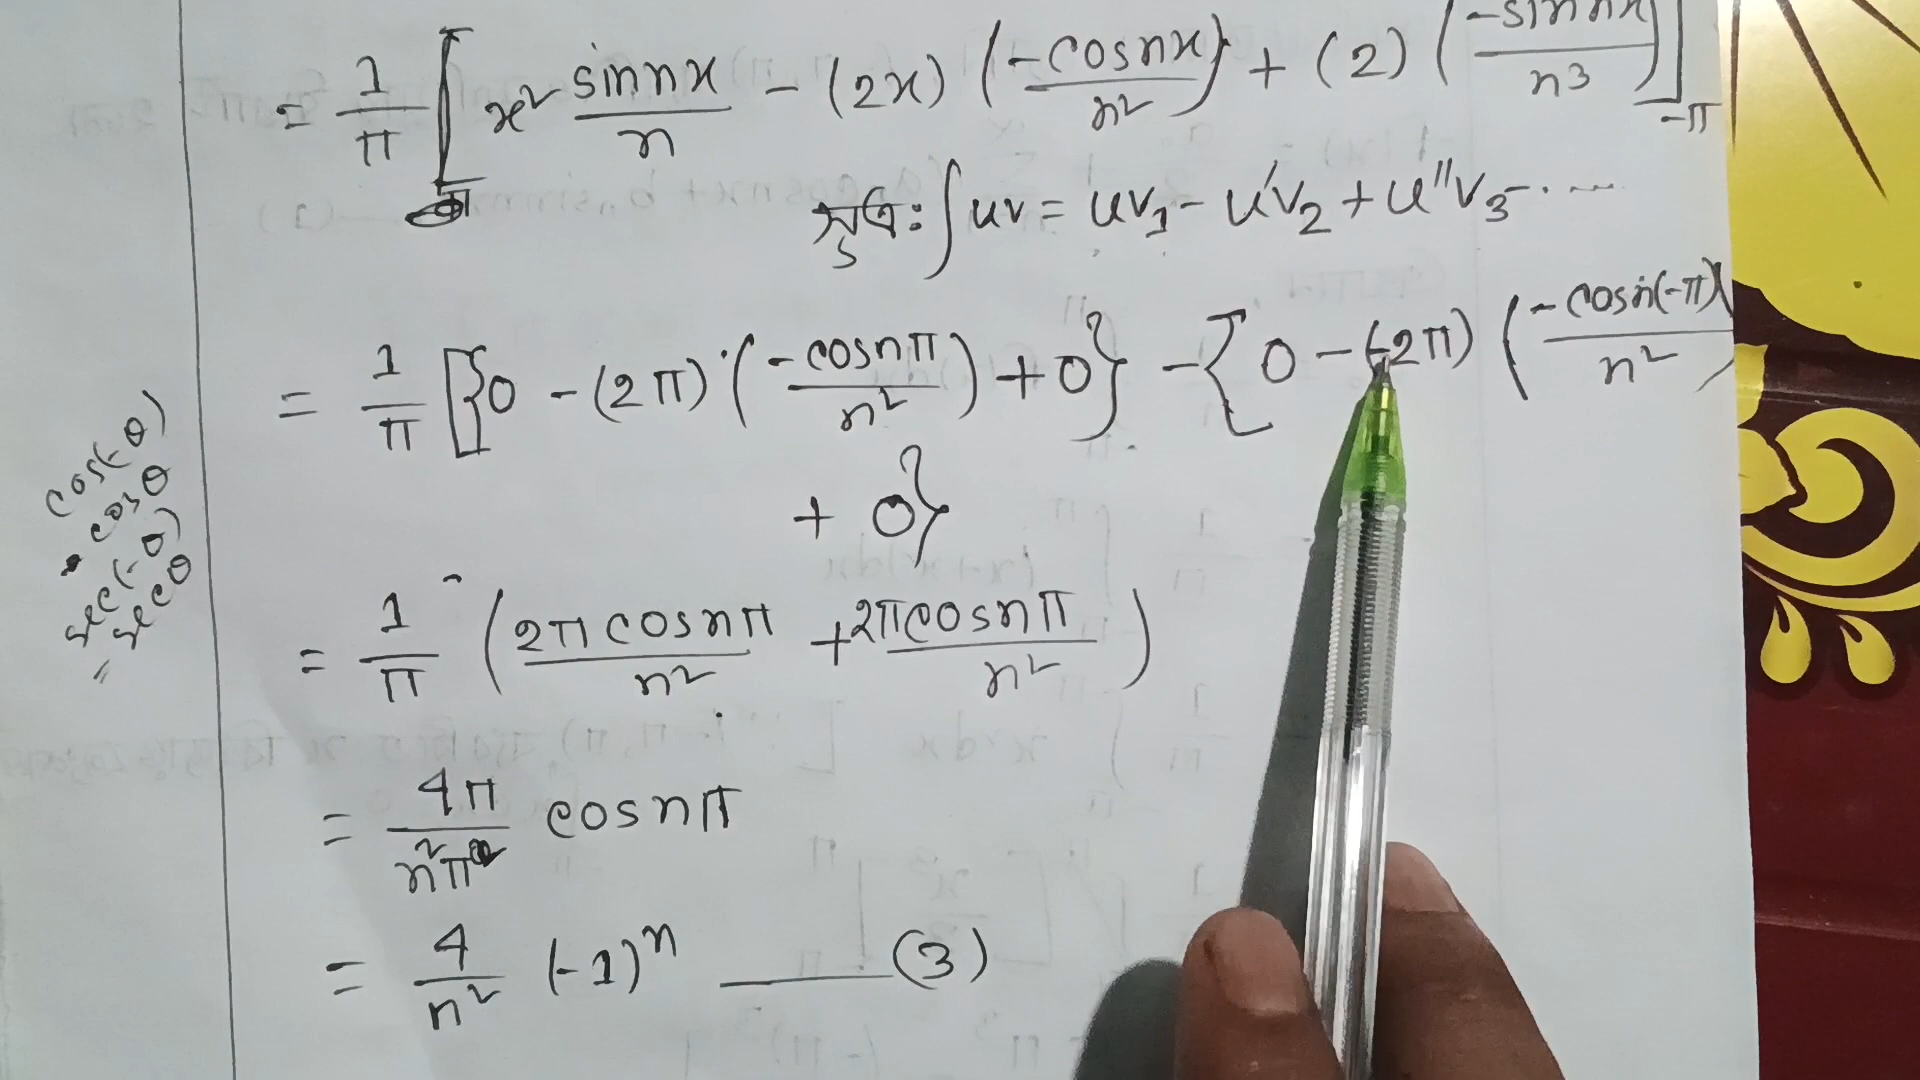 = 1/π [x² sin nx/n - (2x) (-cos nx/n²) + (2) (-sin nx/n³)]-π
সূত্র: ∫uv = uv₁ - u′v₂ + u″v₃ - · ....
= 1/π [{0 - (2π) · (-cos nπ/n²) + 0} - {0 - (-2π) (-cos n(-π)/n²)
+ 0}
= 1/π (2π cos nπ/n² + 2π cos nπ/n²)
= 4π/n²π cos nπ
= 4/n² (-1)ⁿ ——— (3)
cos(-θ)
= cos θ
sec(-θ)
= sec θ